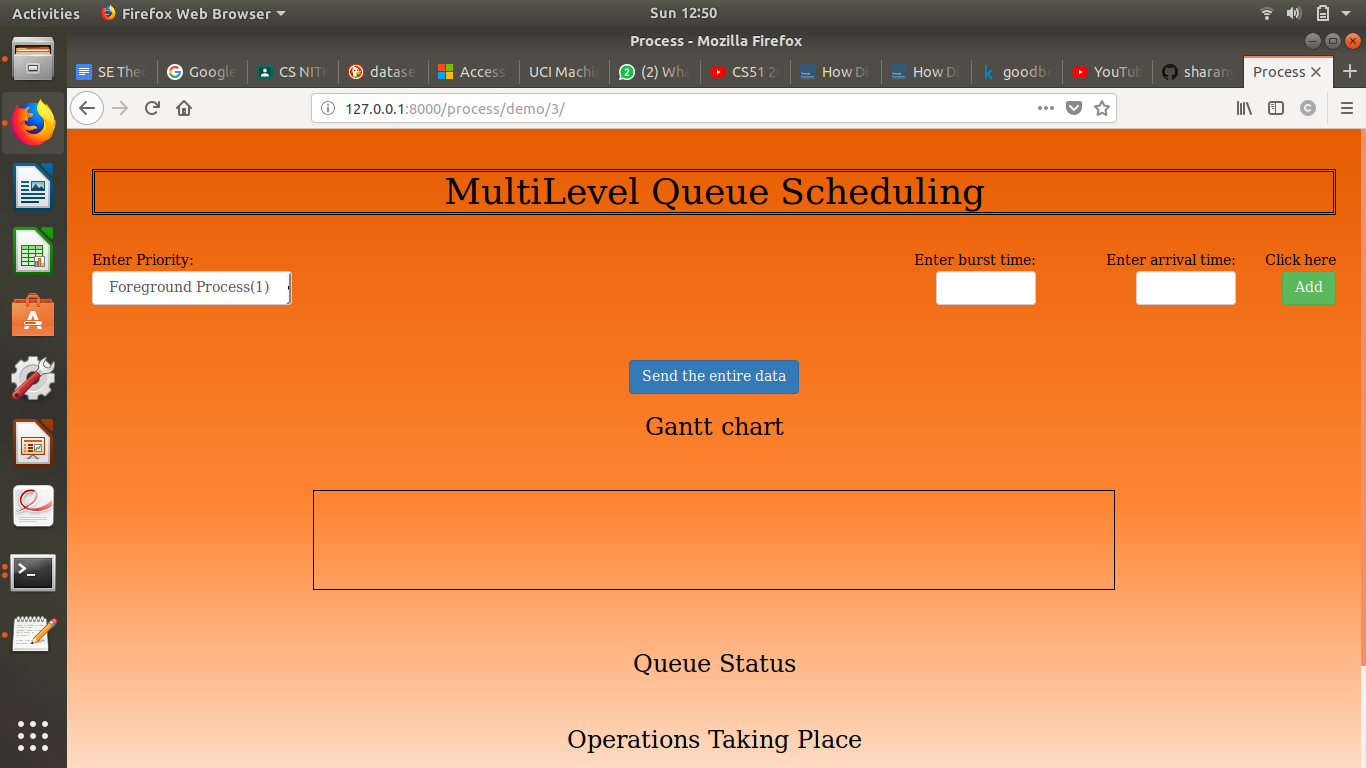 Activities Firefox Web Browser Sun 12:50
Process - Mozilla Firefox
SE Theo Google CS NIT datase Access UCI Machi (2) Wha CS51 2 How Di How Di goodb YouTub sharan Process
127.0.0.1:8000/process/demo/3/
MultiLevel Queue Scheduling
Enter Priority: Enter burst time: Enter arrival time: Click here
Foreground Process(1) Add
Send the entire data
Gantt chart
Queue Status
Operations Taking Place